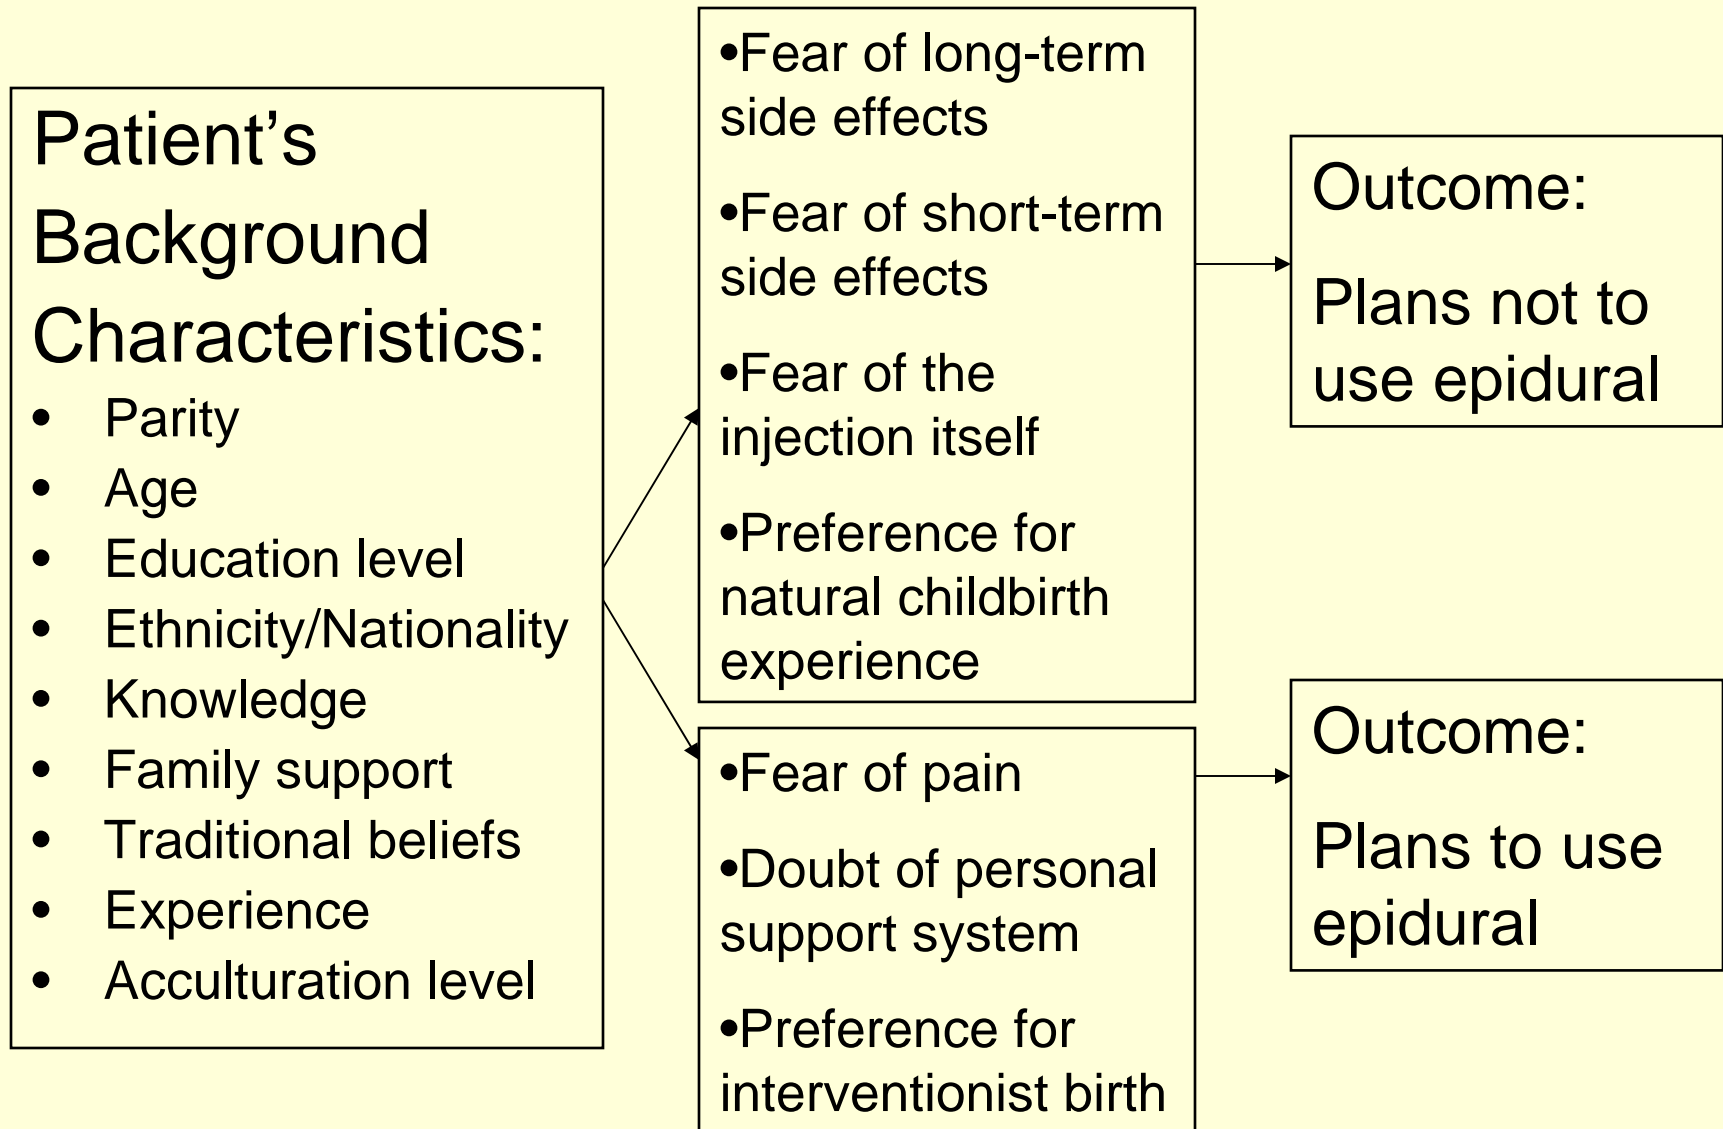 Patient’s
Background
Characteristics:
• Parity
• Age
• Education level
• Ethnicity/Nationality
• Knowledge
• Family support
• Traditional beliefs
• Experience
• Acculturation level
•Fear of long-term
side effects
•Fear of short-term
side effects
•Fear of the
injection itself
•Preference for
natural childbirth
experience
•Fear of pain
•Doubt of personal
support system
•Preference for
interventionist birth
Outcome:
Plans not to
use epidural
Outcome:
Plans to use
epidural